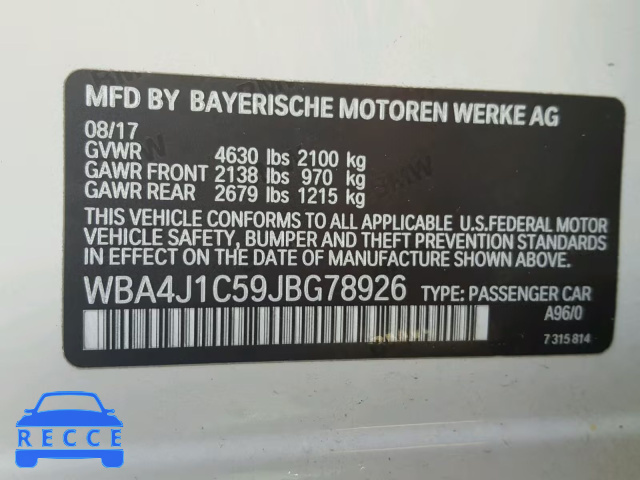 MFD BY BAYERISCHE MOTOREN WERKE AG
08/17
GVWR 4630 lbs 2100 kg
GAWR FRONT 2138 lbs 970 kg
GAWR REAR 2679 lbs 1215 kg
THIS VEHICLE CONFORMS TO ALL APPLICABLE U.S.FEDERAL MOTOR
VEHICLE SAFETY, BUMPER AND THEFT PREVENTION STANDARDS
IN EFFECT ON THE DATE OF MANUFACTURE SHOWN ABOVE.
WBA4J1C59JBG78926 TYPE: PASSENGER CAR
A96/0
7 315 814
RECCE